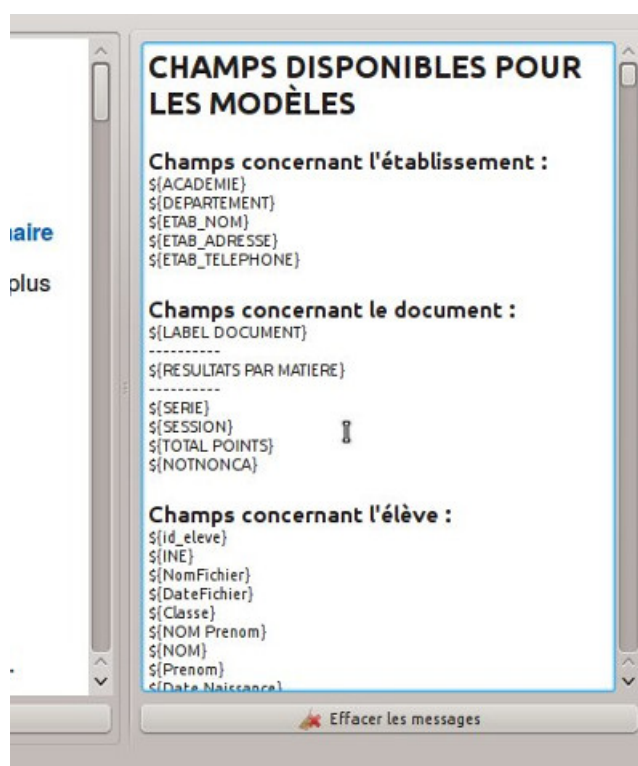 aire
plus
.
CHAMPS DISPONIBLES POUR
LES MODÈLES
Champs concernant l'établissement :
${ACADEMIE}
${DEPARTEMENT}
${ETAB_NOM}
${ETAB_ADRESSE}
${ETAB_TELEPHONE}
Champs concernant le document :
${LABEL DOCUMENT}
----------
${RESULTATS PAR MATIERE}
----------
${SERIE}
${SESSION}
${TOTAL POINTS}
${NOTNONCA}
Champs concernant l'élève :
${id_eleve}
${INE}
${NomFichier}
${DateFichier}
${Classe}
${NOM Prenom}
${NOM}
${Prenom}
${Date Naissance}
Effacer les messages